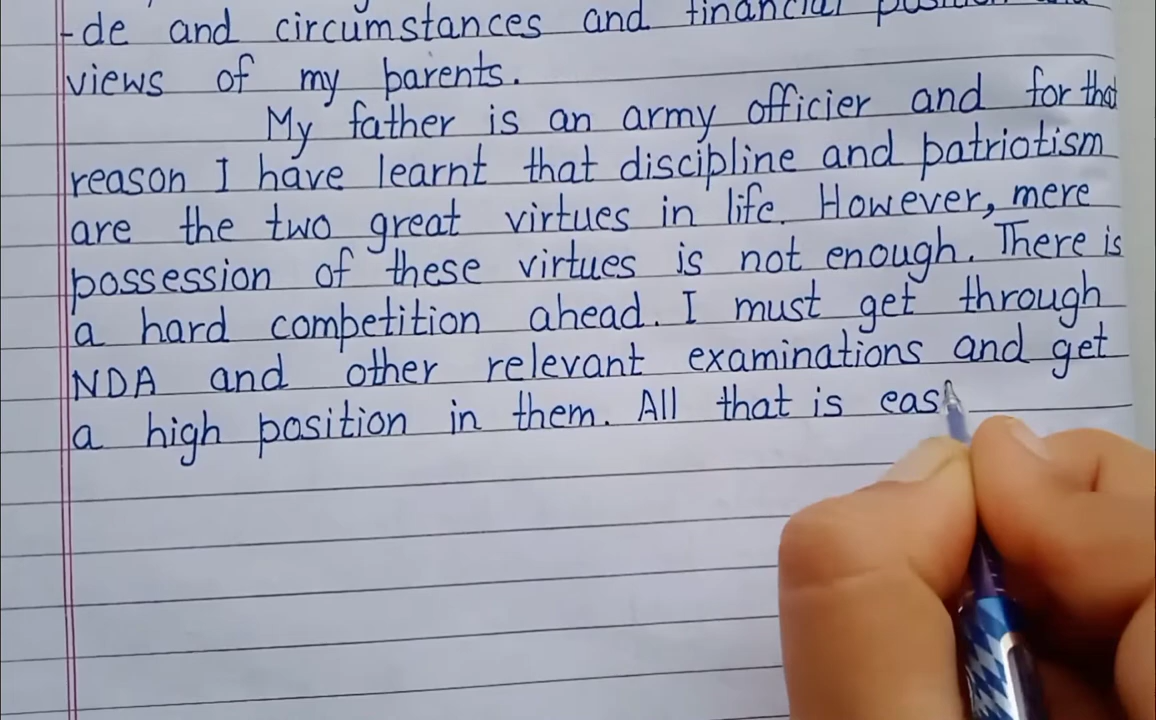 -de and circumstances and financial position and
views of my parents.
My father is an army officier and for that
reason I have learnt that discipline and patriotism
are the two great virtues in life. However, mere
possession of these virtues is not enough. There is
a hard competition ahead. I must get through
NDA and other relevant examinations and get
a high position in them. All that is eas